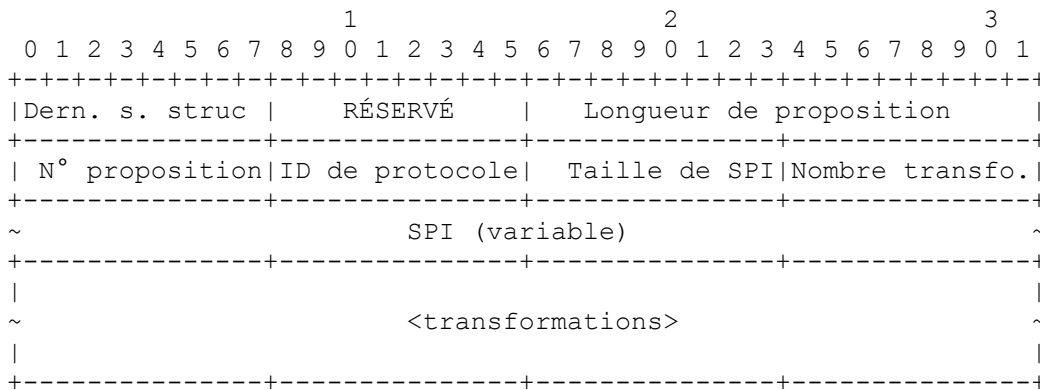 1 2 3
0 1 2 3 4 5 6 7 8 9 0 1 2 3 4 5 6 7 8 9 0 1 2 3 4 5 6 7 8 9 0 1
+-+-+-+-+-+-+-+-+-+-+-+-+-+-+-+-+-+-+-+-+-+-+-+-+-+-+-+-+-+-+-+-+
|Dern. s. struc | RÉSERVÉ | Longueur de proposition |
+---------------+---------------+---------------+---------------+
| N° proposition|ID de protocole| Taille de SPI|Nombre transfo.|
+---------------+---------------+---------------+---------------+
~ SPI (variable) ~
+---------------+---------------+---------------+---------------+
| |
~ <transformations> ~
| |
+---------------+---------------+---------------+---------------+